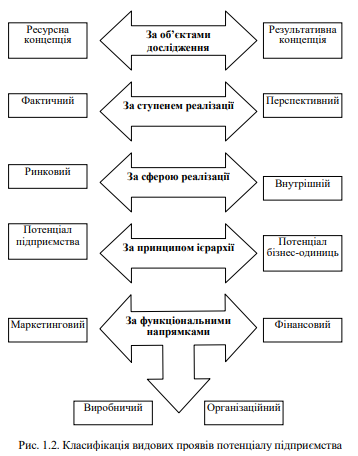 Ресурсна
концепція
За об’єктами
дослідження
Результативна
концепція
Фактичний
За ступенем реалізації
Перспективний
Ринковий
За сферою реалізації
Внутрішній
Потенціал
підприємства
За принципом ієрархії
Потенціал
бізнес-одиниць
Маркетинговий
За функціональними
напрямками
Фінансовий
Виробничий
Організаційний
Рис. 1.2. Класифікація видових проявів потенціалу підприємства